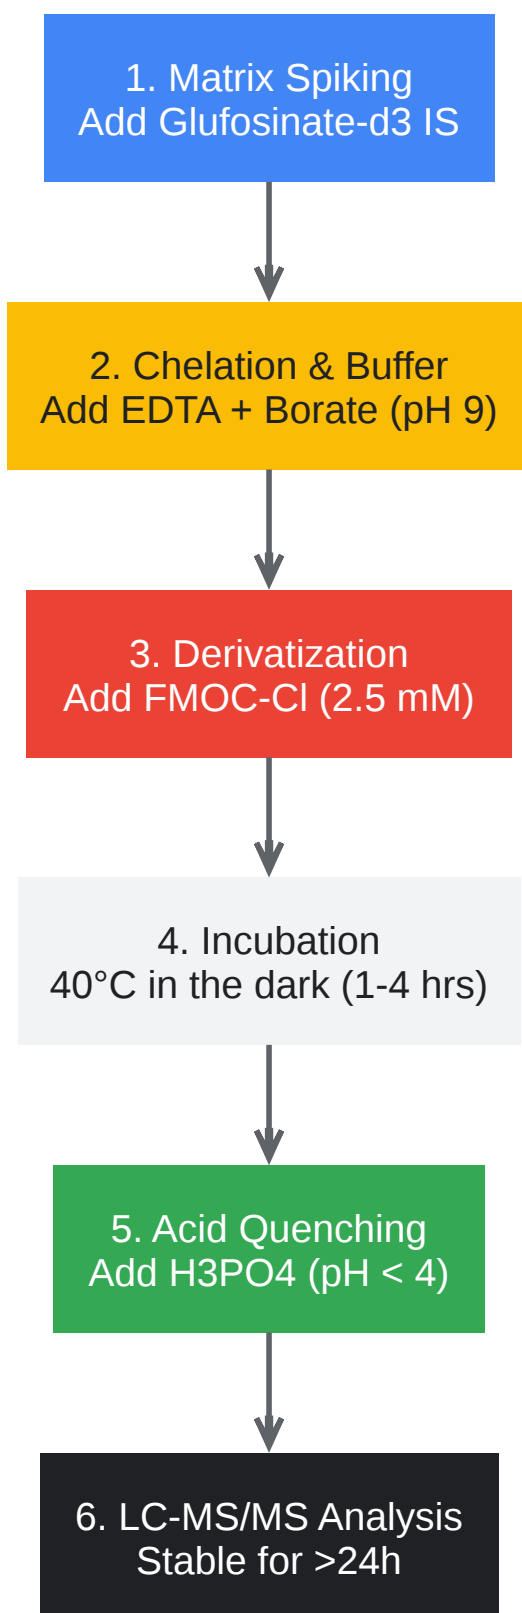 1. Matrix Spiking
Add Glufosinate-d3 IS
2. Chelation & Buffer
Add EDTA + Borate (pH 9)
3. Derivatization
Add FMOC-Cl (2.5 mM)
4. Incubation
40°C in the dark (1-4 hrs)
5. Acid Quenching
Add H3PO4 (pH < 4)
6. LC-MS/MS Analysis
Stable for >24h